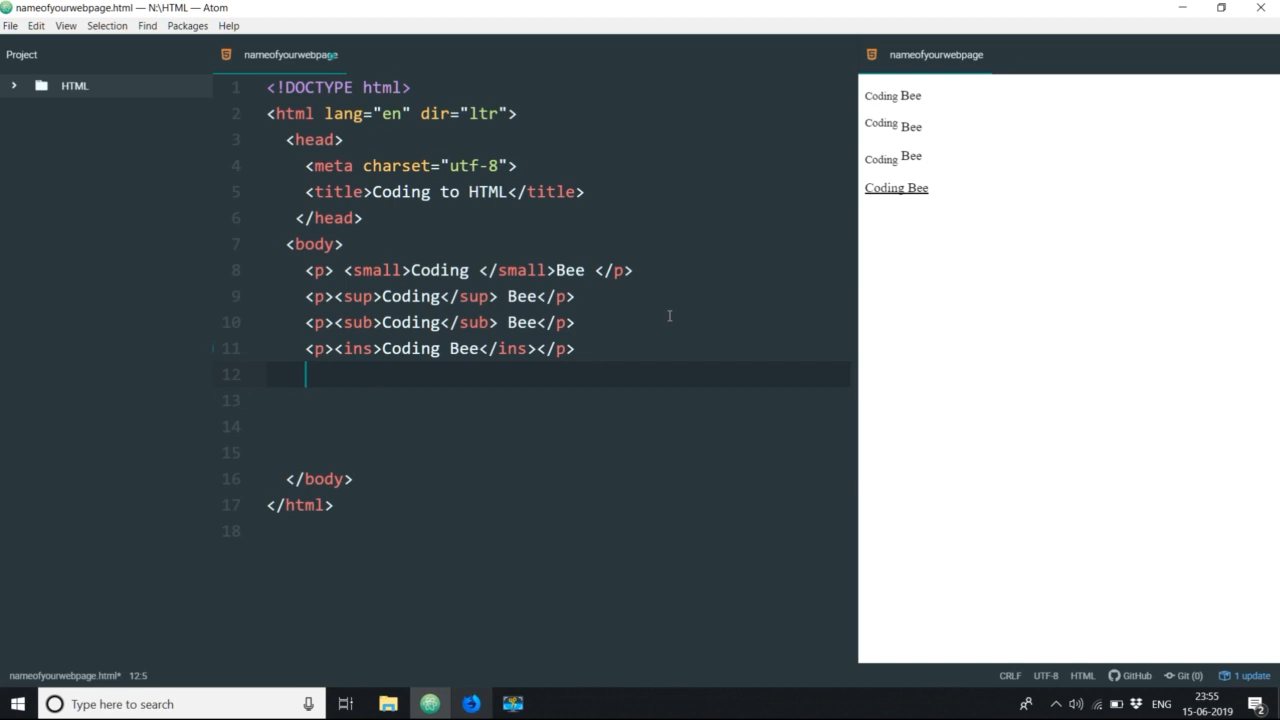 nameofyourwebpage.html — N:\HTML — Atom
File Edit View Selection Find Packages Help
Project
HTML
nameofyourwebpage
1 <!DOCTYPE html>
2 <html lang="en" dir="ltr">
3 <head>
4 <meta charset="utf-8">
5 <title>Coding to HTML</title>
6 </head>
7 <body>
8 <p> <small>Coding </small>Bee </p>
9 <p><sup>Coding</sup> Bee</p>
10 <p><sub>Coding</sub> Bee</p>
11 <p><ins>Coding Bee</ins></p>
12
13
14
15
16 </body>
17 </html>
18
nameofyourwebpage
Coding Bee
Coding Bee
Coding Bee
Coding Bee
nameofyourwebpage.html* 12:5
CRLF UTF-8 HTML GitHub Git (0) 1 update
Type here to search
ENG
23:55
15-06-2019
2